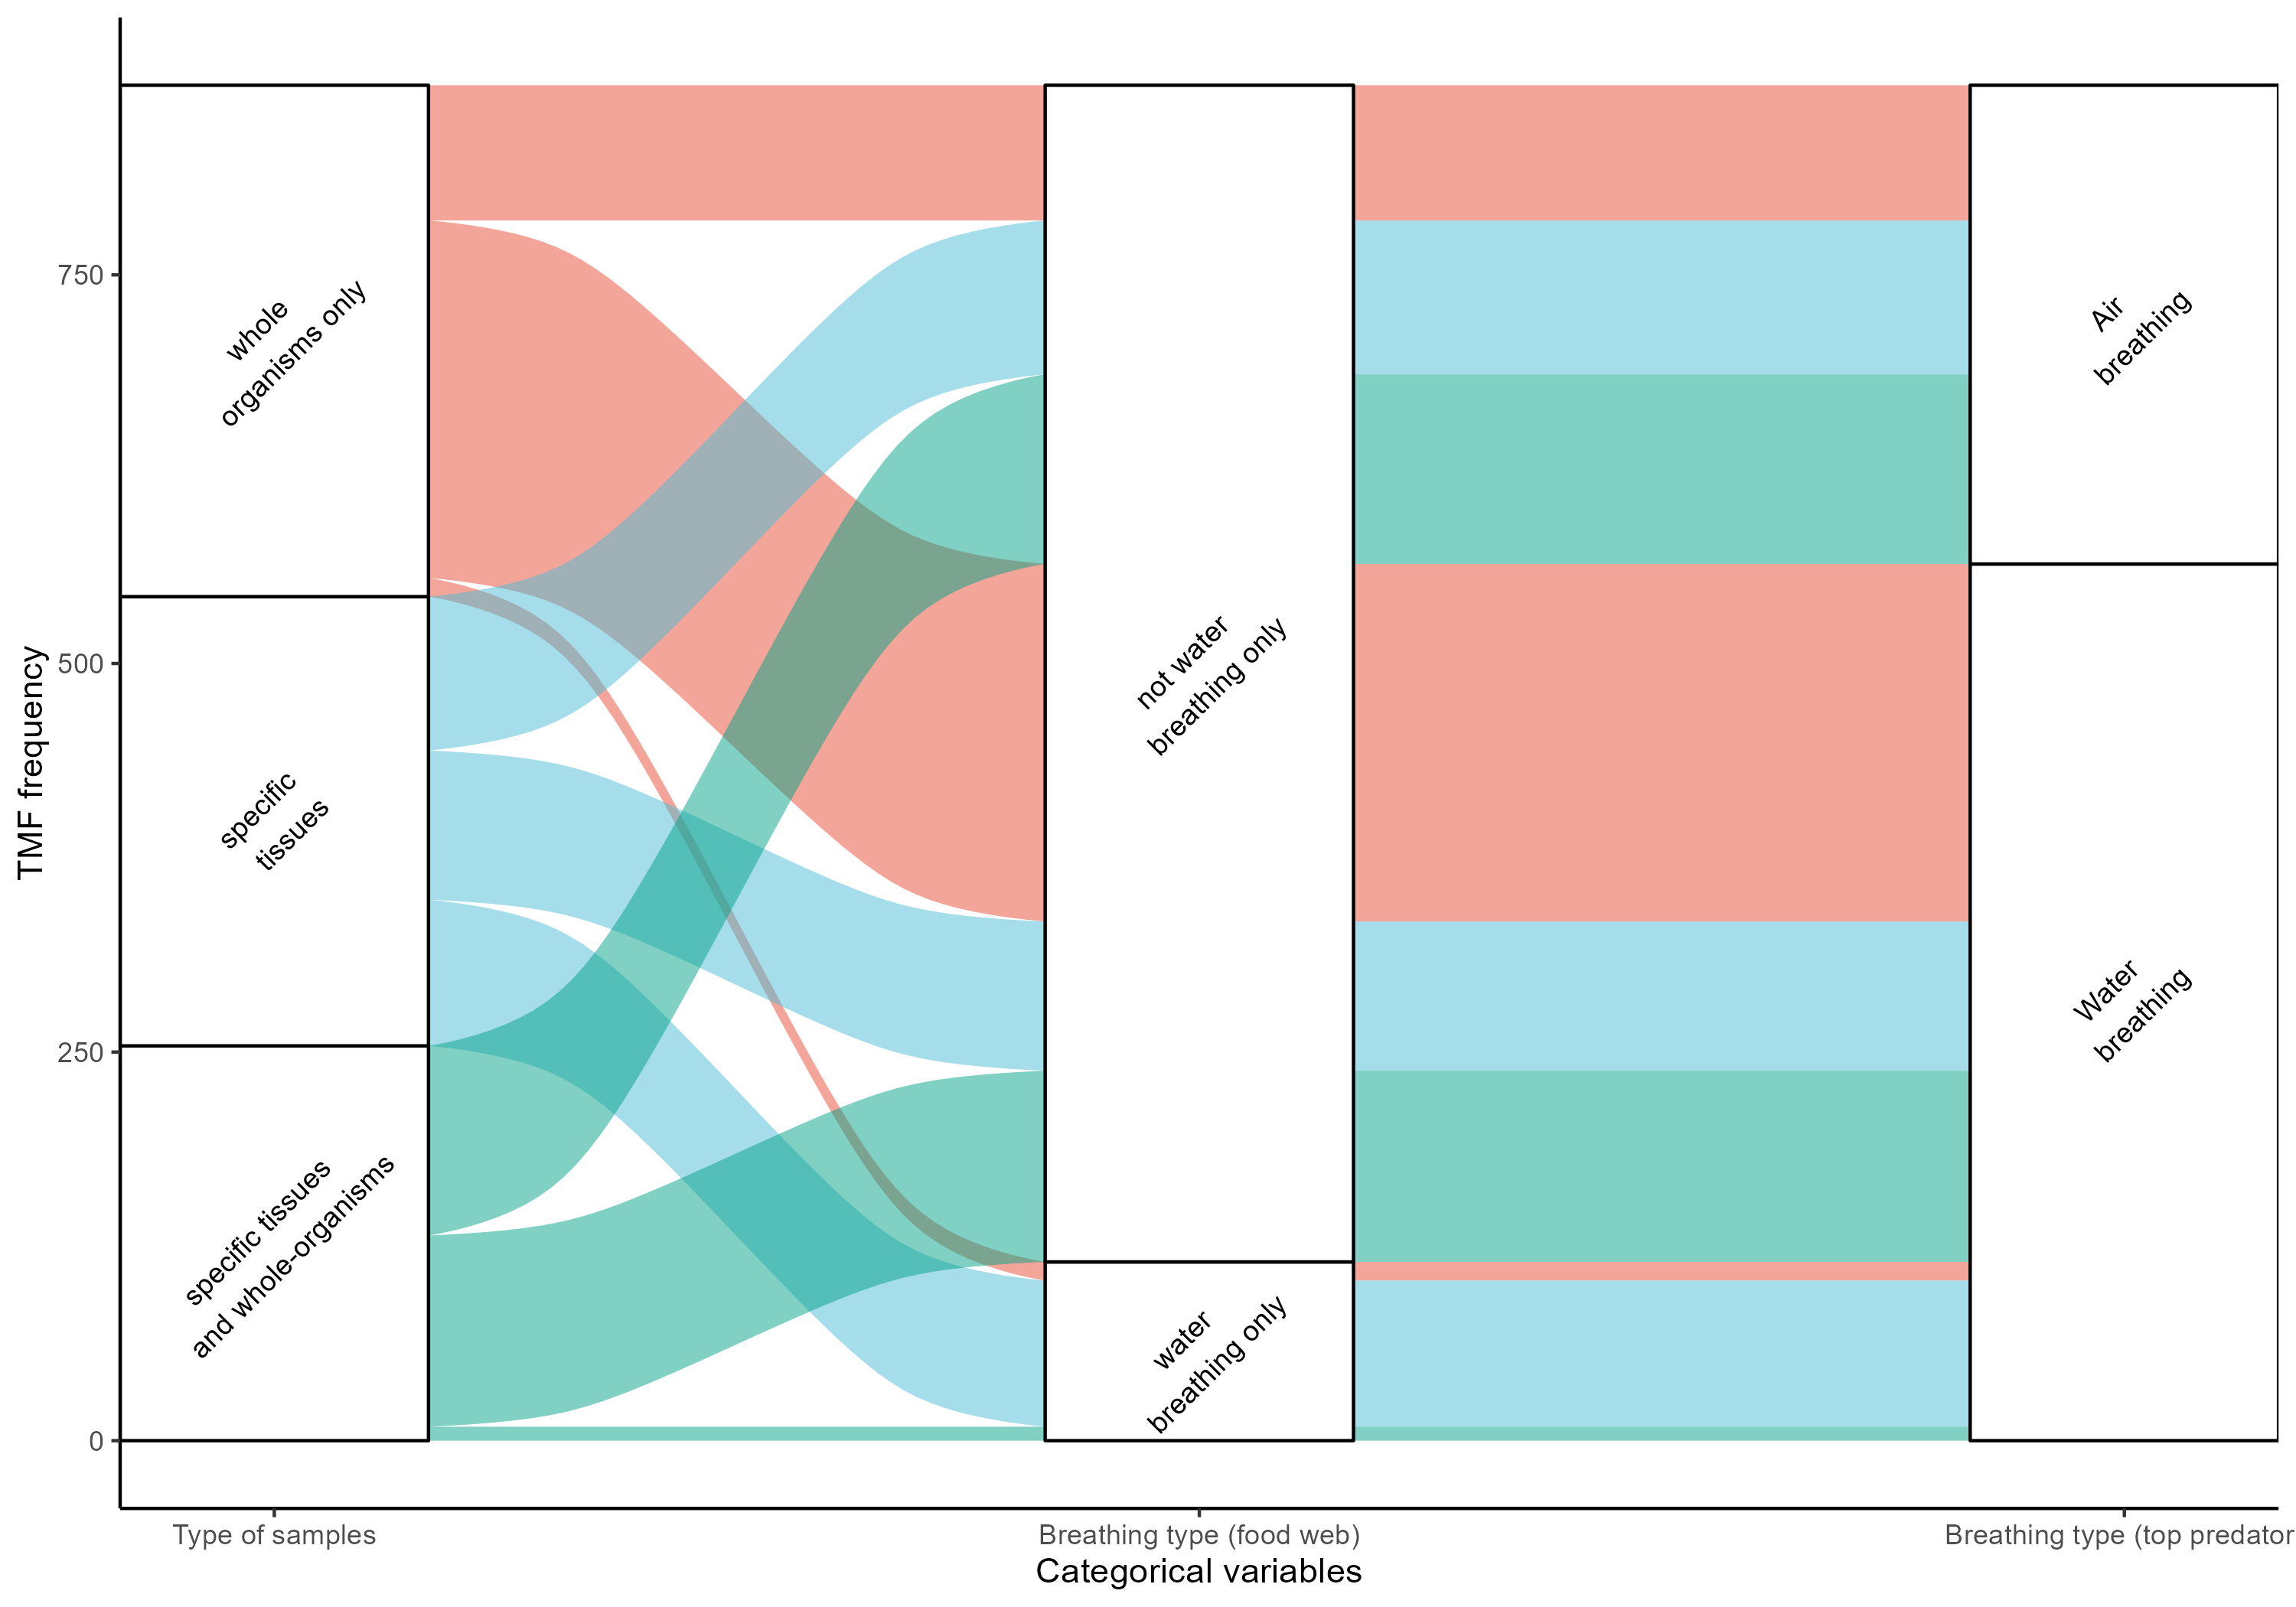 750
500
250
0
TMF frequency
whole
organisms only
specific
tissues
specific tissues
and whole-organisms
not water
breathing only
water
breathing only
Air
breathing
Water
breathing
Type of samples
Breathing type (food web)
Breathing type (top predator
Categorical variables